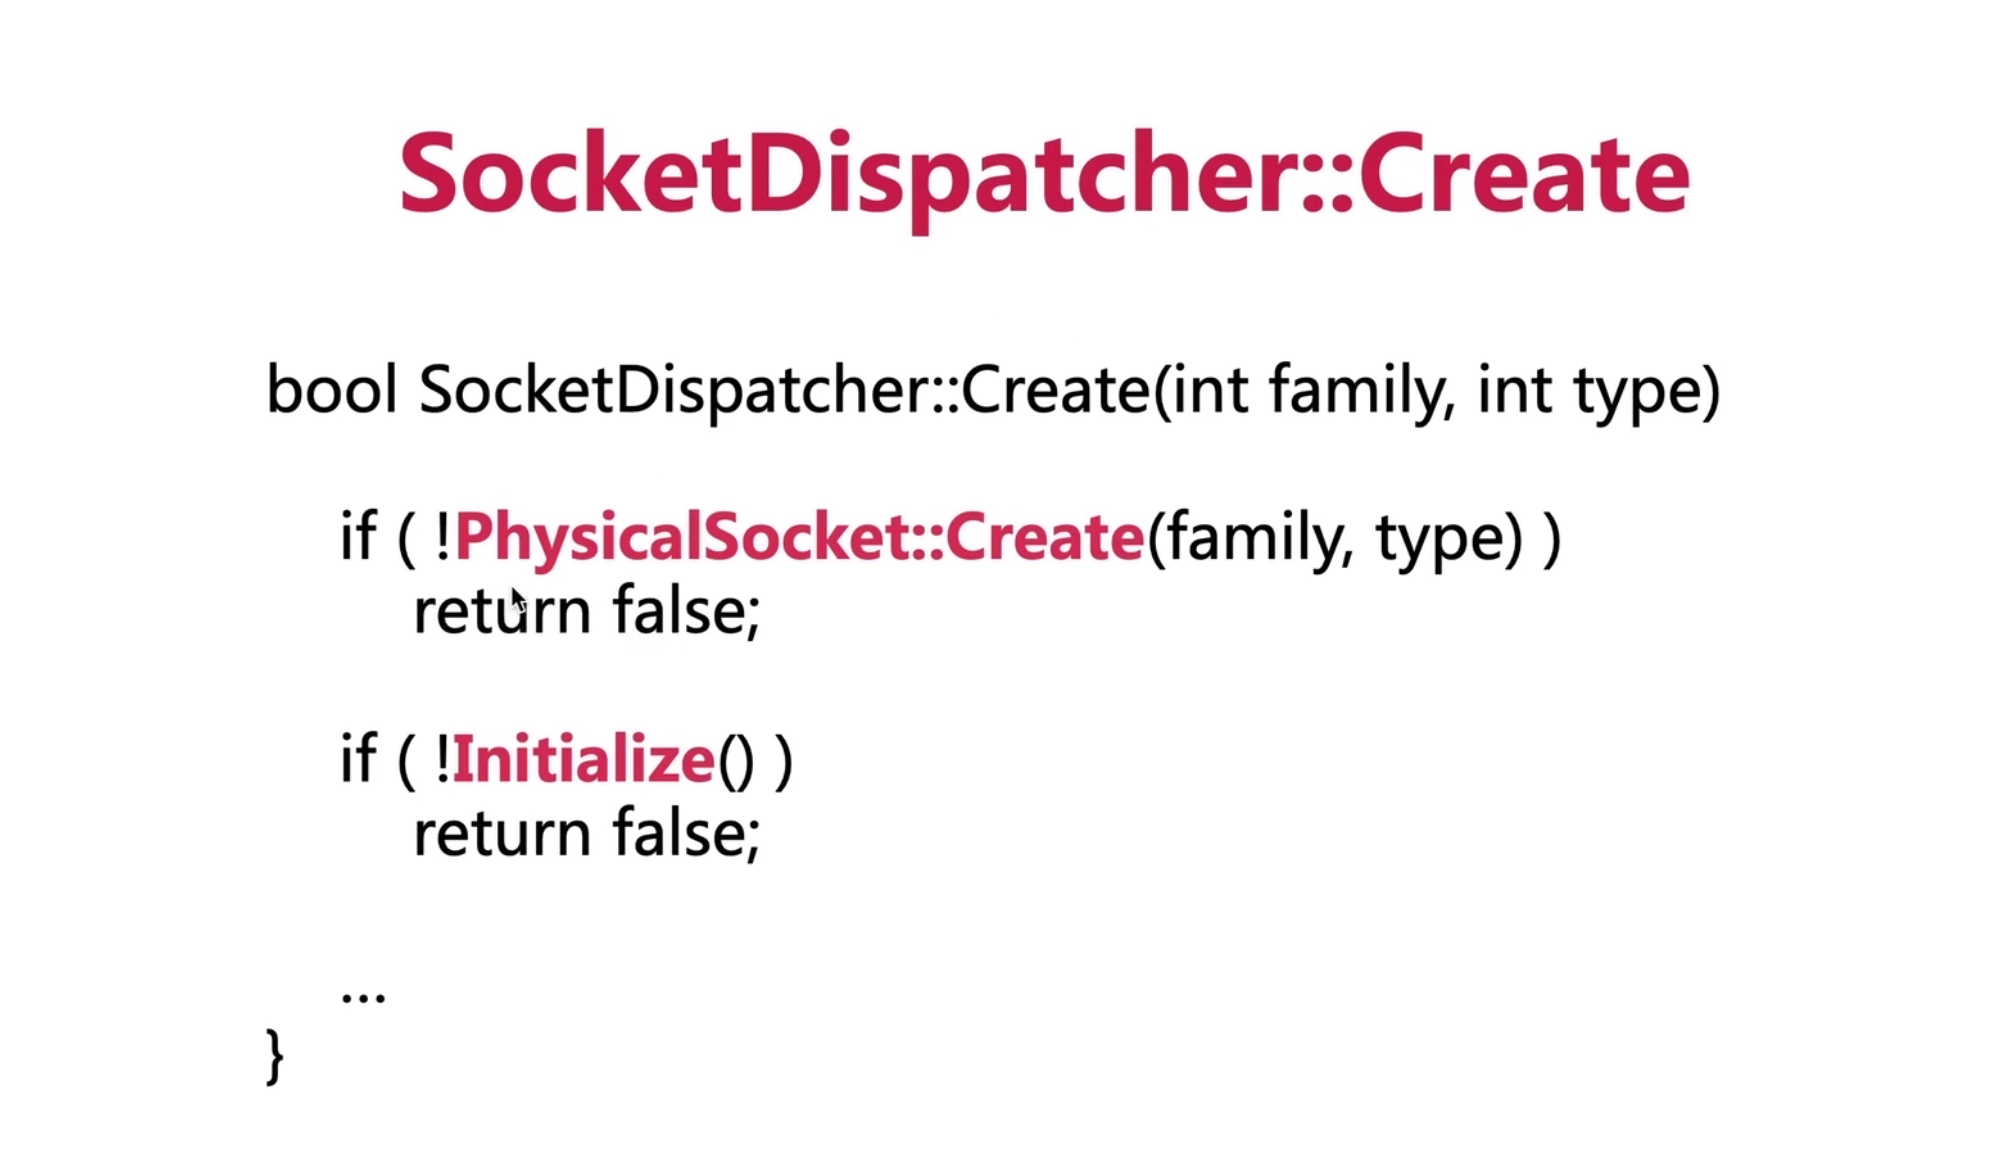 SocketDispatcher::Create
bool SocketDispatcher::Create(int family, int type)
if ( !PhysicalSocket::Create(family, type) )
return false;
if ( !Initialize() )
return false;
...
}